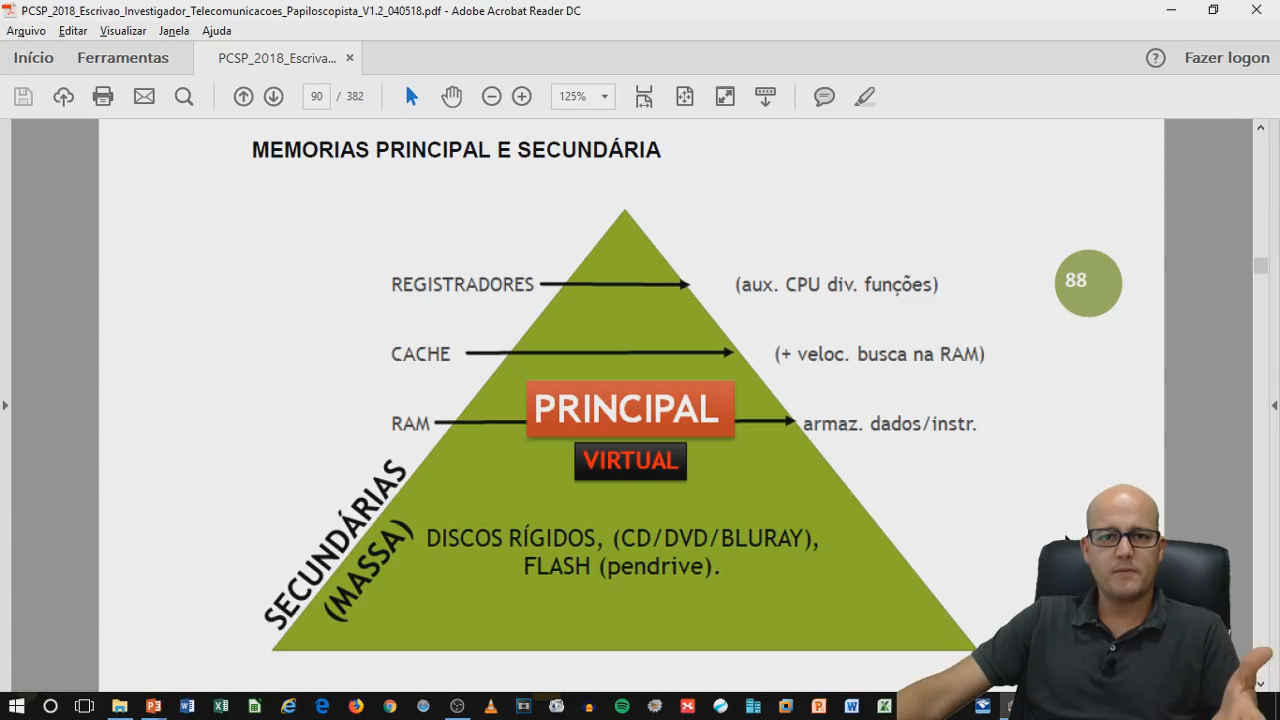 PCSP_2018_Escrivao_Investigador_Telecomunicacoes_Papiloscopista_V1.2_040518.pdf - Adobe Acrobat Reader DC
Arquivo Editar Visualizar Janela Ajuda
Início Ferramentas PCSP_2018_Escriva... × ? Fazer logon
90 / 382 125%
MEMORIAS PRINCIPAL E SECUNDÁRIA
REGISTRADORES (aux. CPU div. funções) 88
CACHE (+ veloc. busca na RAM)
PRINCIPAL
RAM armaz. dados/instr.
VIRTUAL
SECUNDÁRIAS
(MASSA)
DISCOS RÍGIDOS, (CD/DVD/BLURAY),
FLASH (pendrive).